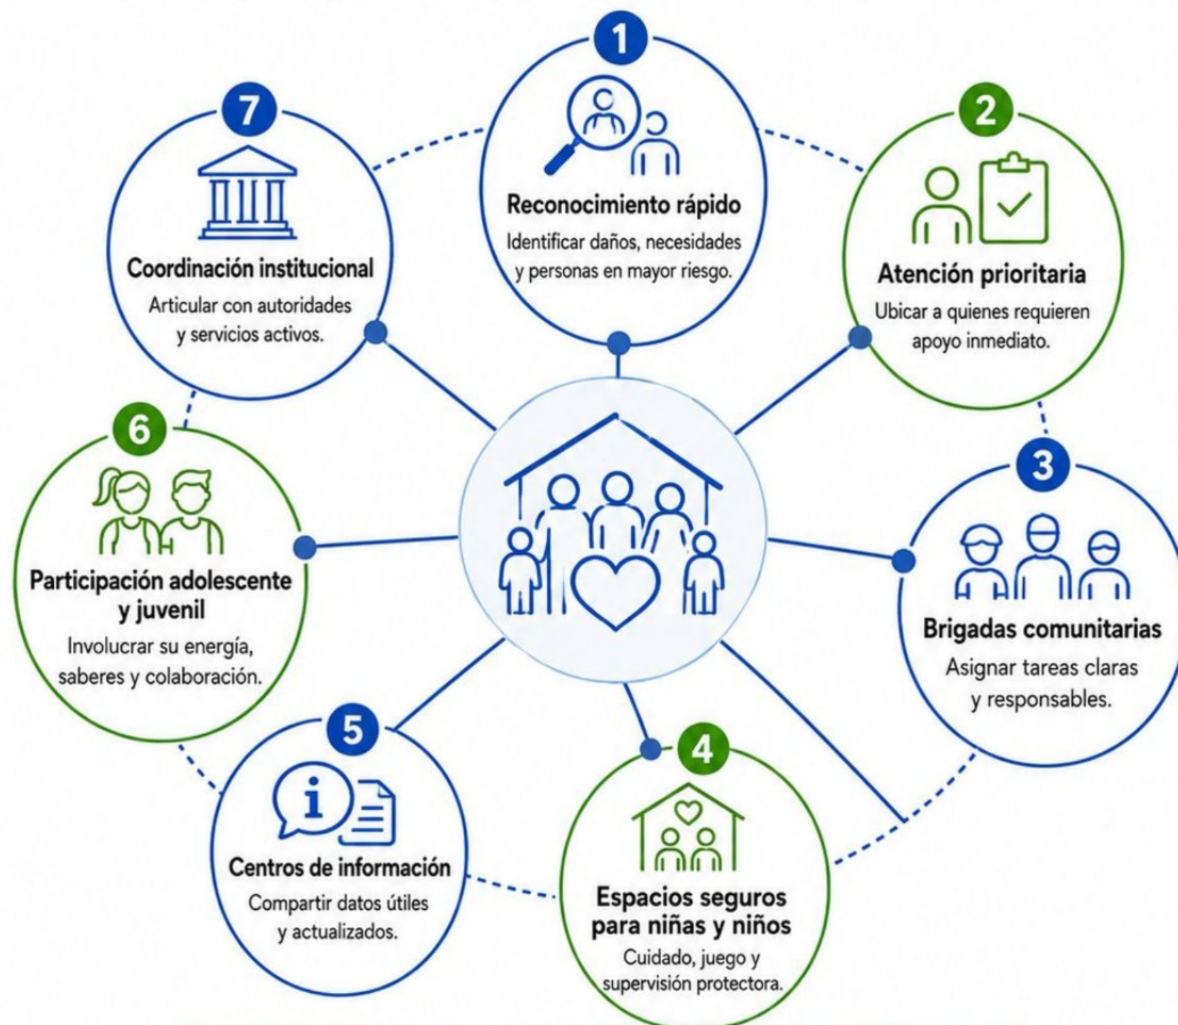 1
Reconocimiento rápido
Identificar daños, necesidades
y personas en mayor riesgo.
2
Atención prioritaria
Ubicar a quienes requieren
apoyo inmediato.
3
Brigadas comunitarias
Asignar tareas claras
y responsables.
4
Espacios seguros
para niñas y niños
Cuidado, juego y
supervisión protectora.
5
i
Centros de información
Compartir datos útiles
y actualizados.
6
Participación adolescente
y juvenil
Involucrar su energía,
saberes y colaboración.
7
Coordinación institucional
Articular con autoridades
y servicios activos.